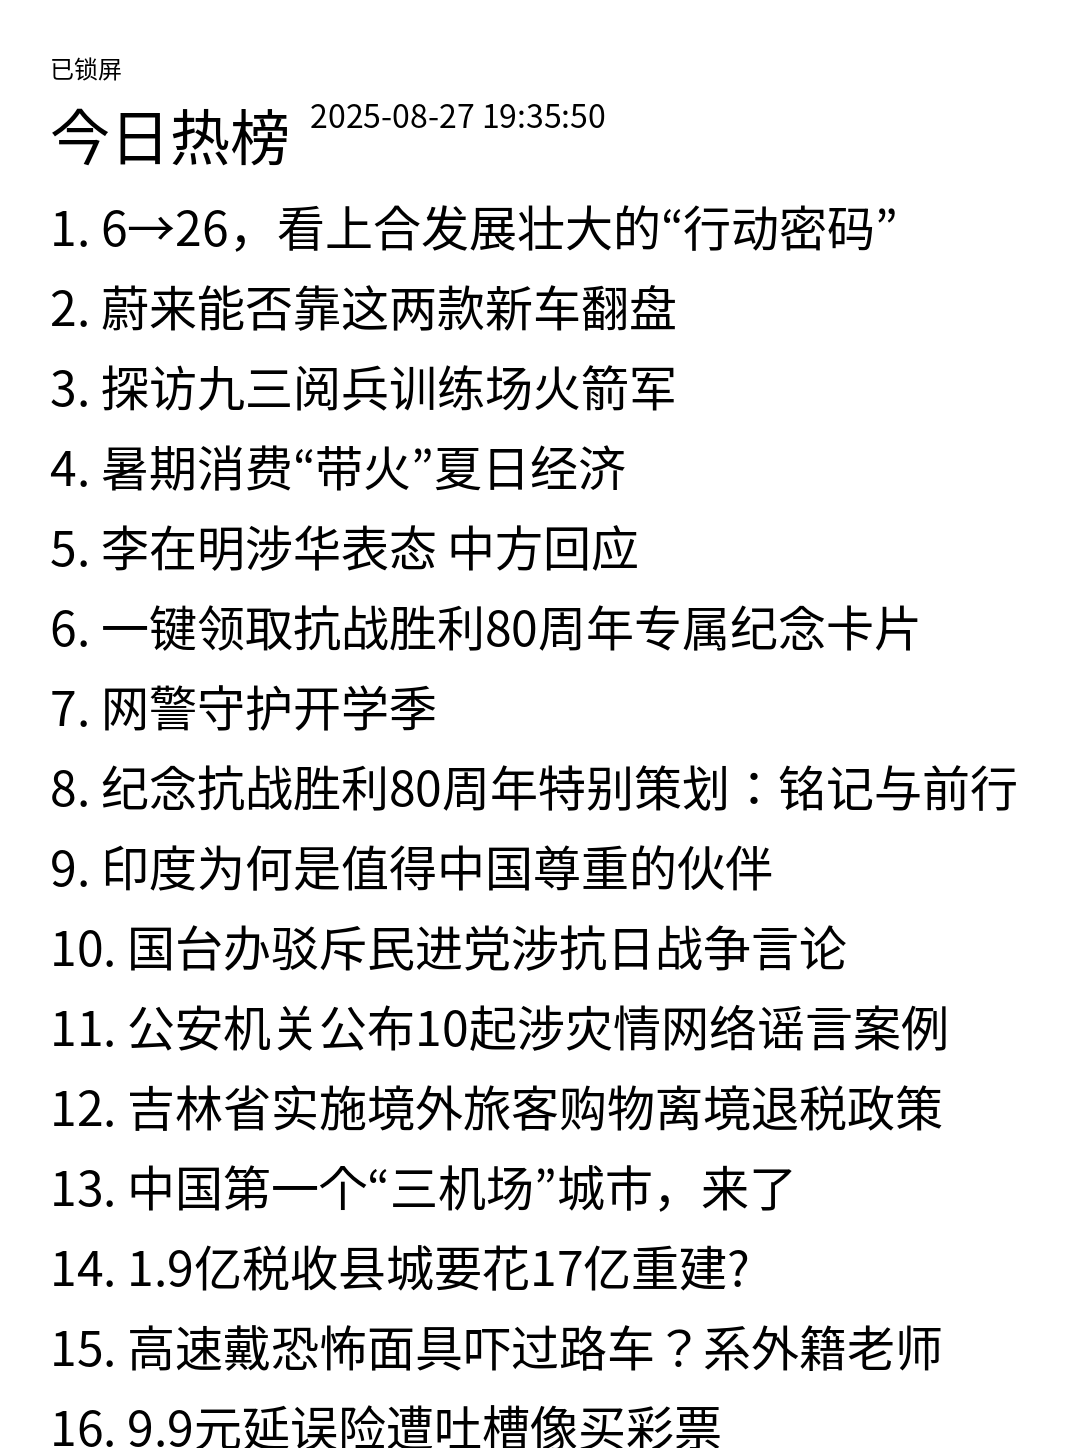 已锁屏
今日热榜 2025-08-27 19:35:50
1. 6→26，看上合发展壮大的“行动密码”
2. 蔚来能否靠这两款新车翻盘
3. 探访九三阅兵训练场火箭军
4. 暑期消费“带火”夏日经济
5. 李在明涉华表态 中方回应
6. 一键领取抗战胜利80周年专属纪念卡片
7. 网警守护开学季
8. 纪念抗战胜利80周年特别策划：铭记与前行
9. 印度为何是值得中国尊重的伙伴
10. 国台办驳斥民进党涉抗日战争言论
11. 公安机关公布10起涉灾情网络谣言案例
12. 吉林省实施境外旅客购物离境退税政策
13. 中国第一个“三机场”城市，来了
14. 1.9亿税收县城要花17亿重建?
15. 高速戴恐怖面具吓过路车？系外籍老师
16. 9.9元延误险遭吐槽像买彩票